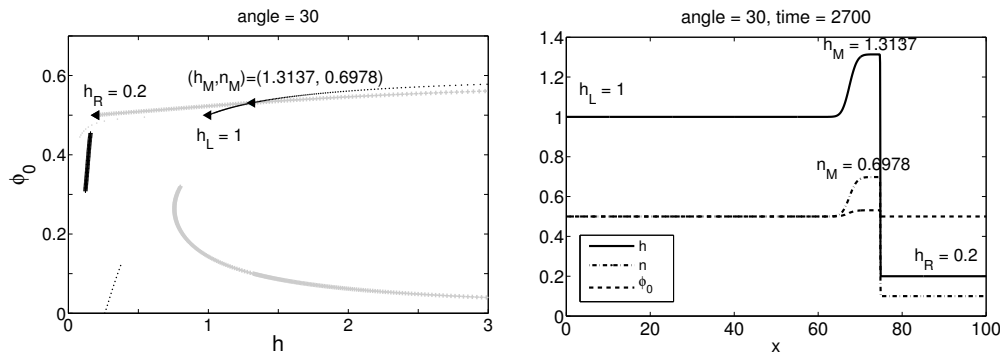 angle = 30
0.6
0.4
0.2
0
ϕ_0
h_R = 0.2
(h_M,n_M)=(1.3137, 0.6978)
h_L = 1
0 1 2 3
h
angle = 30, time = 2700
1.4
1.2
1
0.8
0.6
0.4
0.2
0
h_M = 1.3137
h_L = 1
n_M = 0.6978
h_R = 0.2
h
n
ϕ_0
0 20 40 60 80 100
x